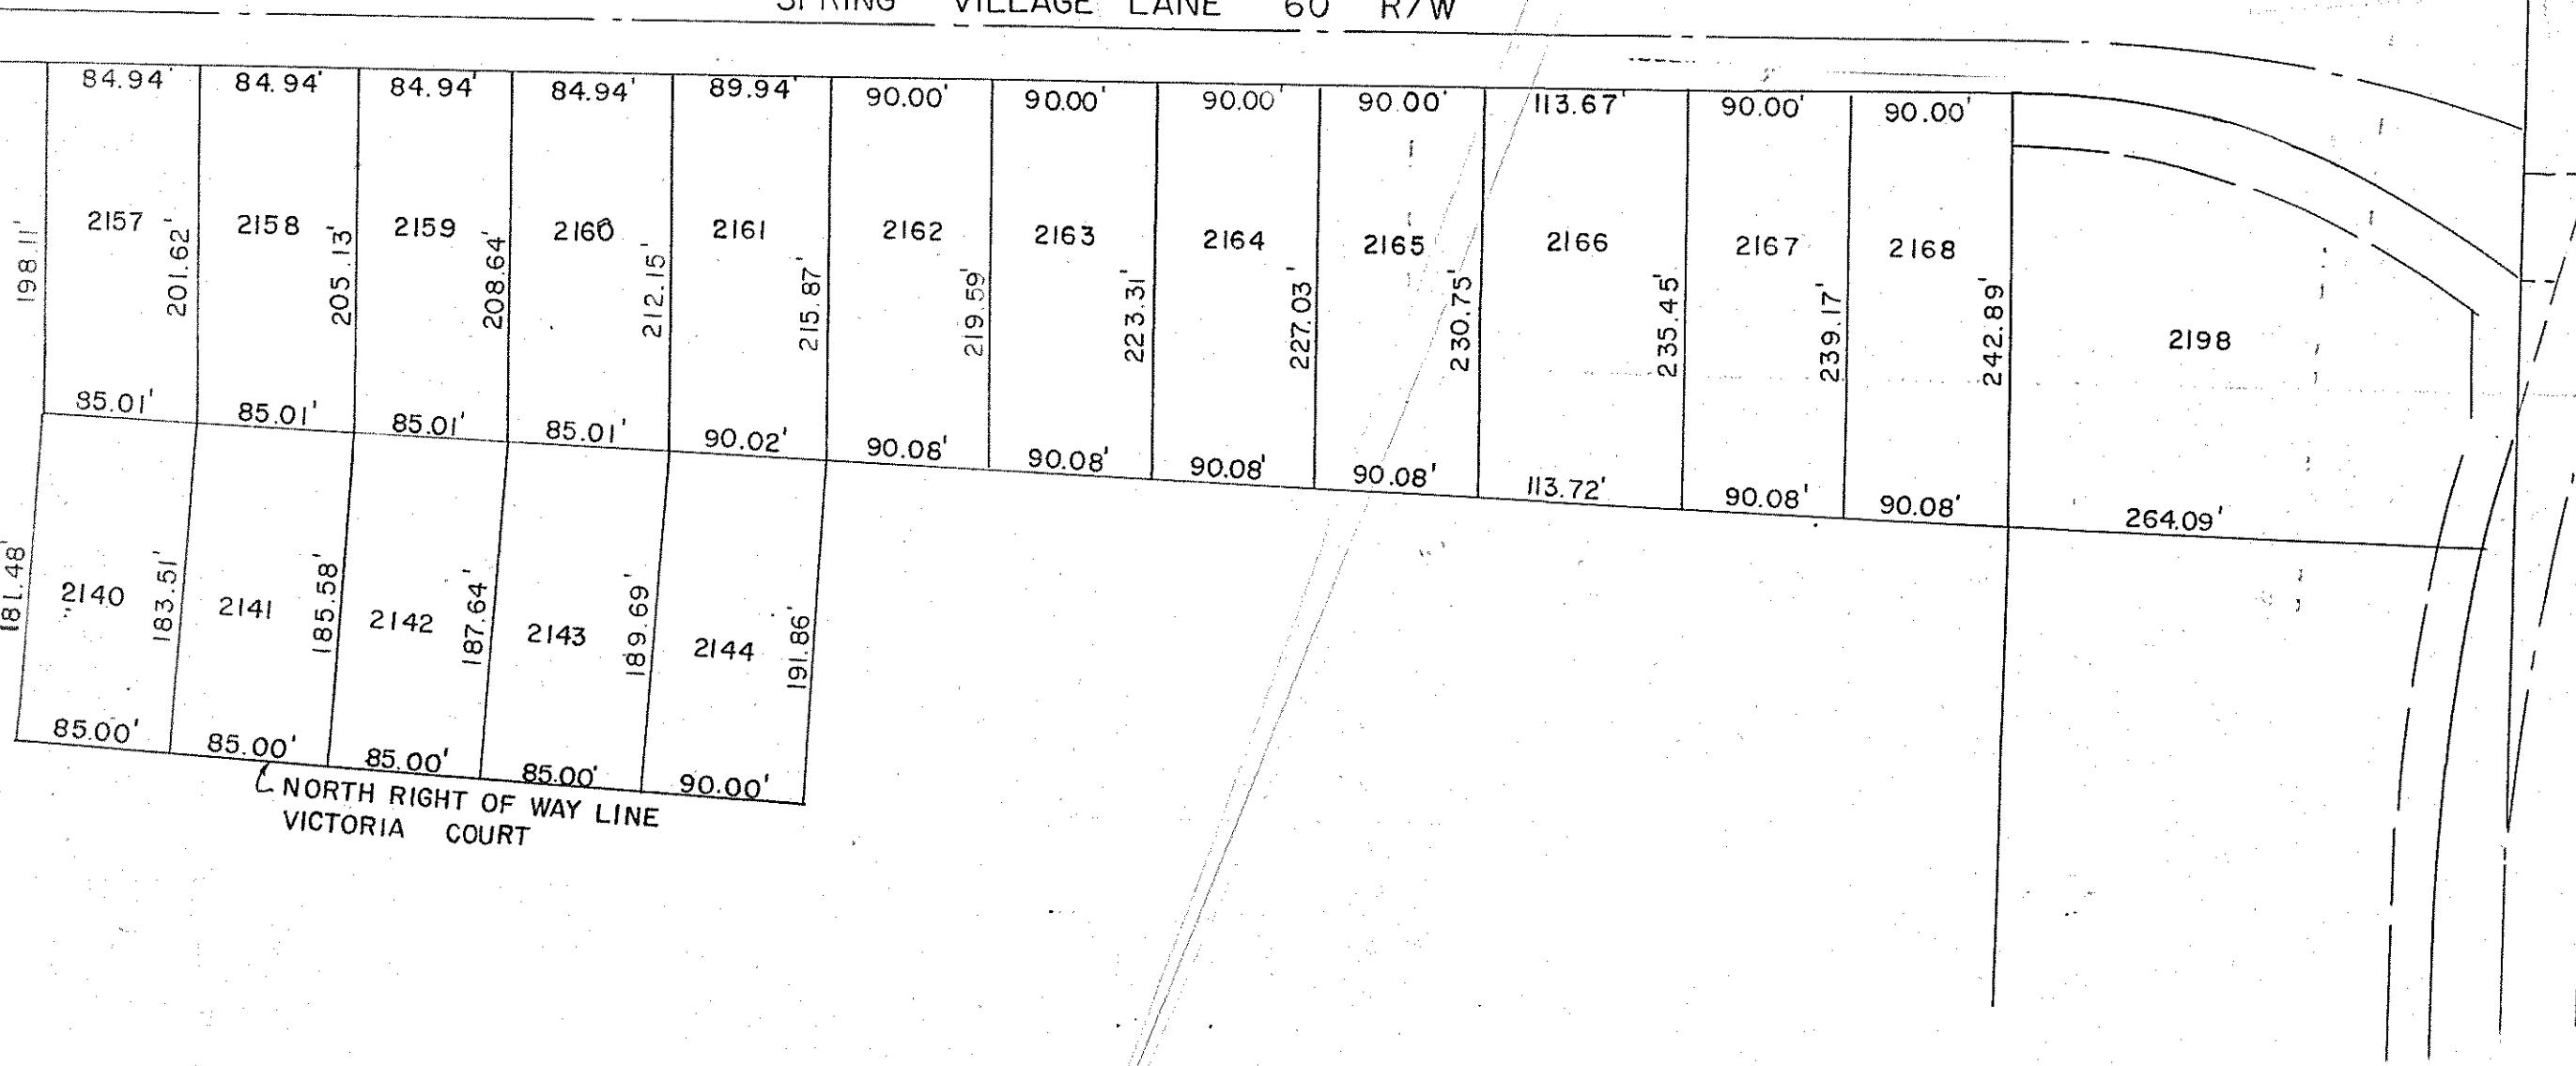 SPRING VILLAGE LANE 60' R/W
84.94' 84.94' 84.94' 84.94' 89.94' 90.00' 90.00' 90.00' 90.00' 113.67' 90.00' 90.00'
2157 2158 2159 2160 2161 2162 2163 2164 2165 2166 2167 2168 2198
198.11' 201.62' 205.13' 208.64' 212.15' 215.87' 219.59' 223.31' 227.03' 230.75' 235.45' 239.17' 242.89'
85.01' 85.01' 85.01' 85.01' 90.02' 90.08' 90.08' 90.08' 90.08' 113.72' 90.08' 90.08' 264.09'
2140 2141 2142 2143 2144
181.48' 183.51' 185.58' 187.64' 189.69' 191.86'
85.00' 85.00' 85.00' 85.00' 90.00'
NORTH RIGHT OF WAY LINE
VICTORIA COURT